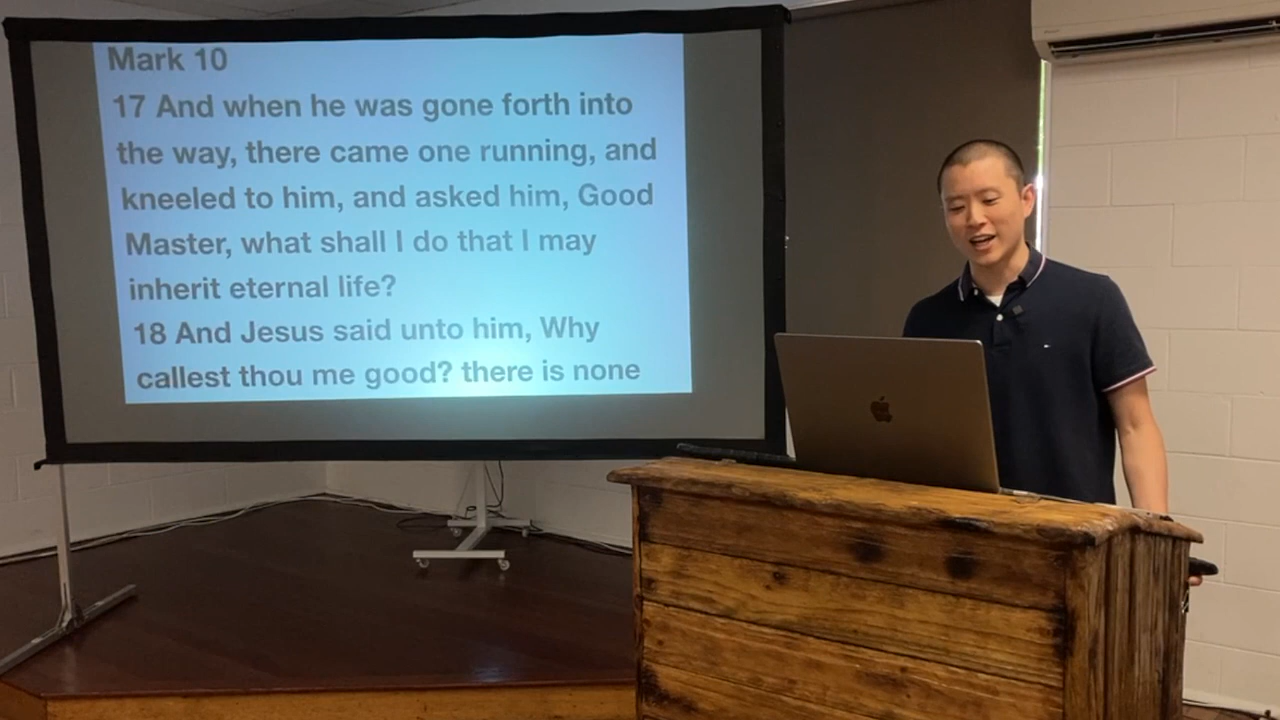 Mark 10
17 And when he was gone forth into
the way, there came one running, and
kneeled to him, and asked him, Good
Master, what shall I do that I may
inherit eternal life?
18 And Jesus said unto him, Why
callest thou me good? there is none